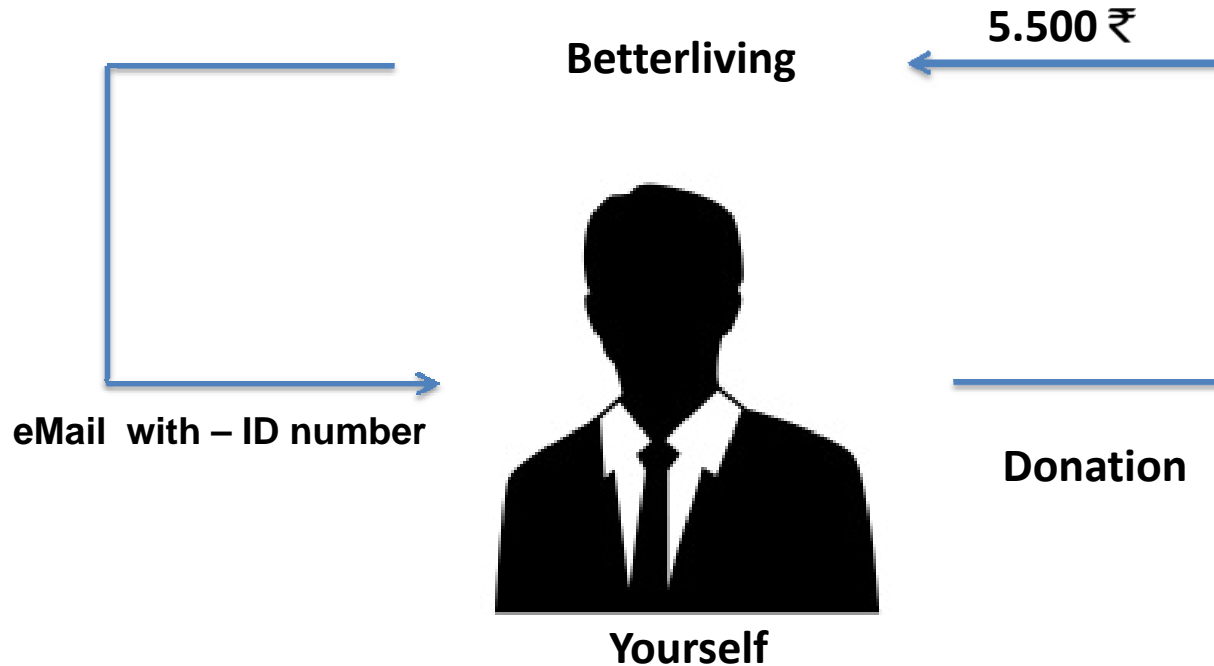 5.500 ₹
Betterliving
eMail  with – ID number
Donation
Yourself